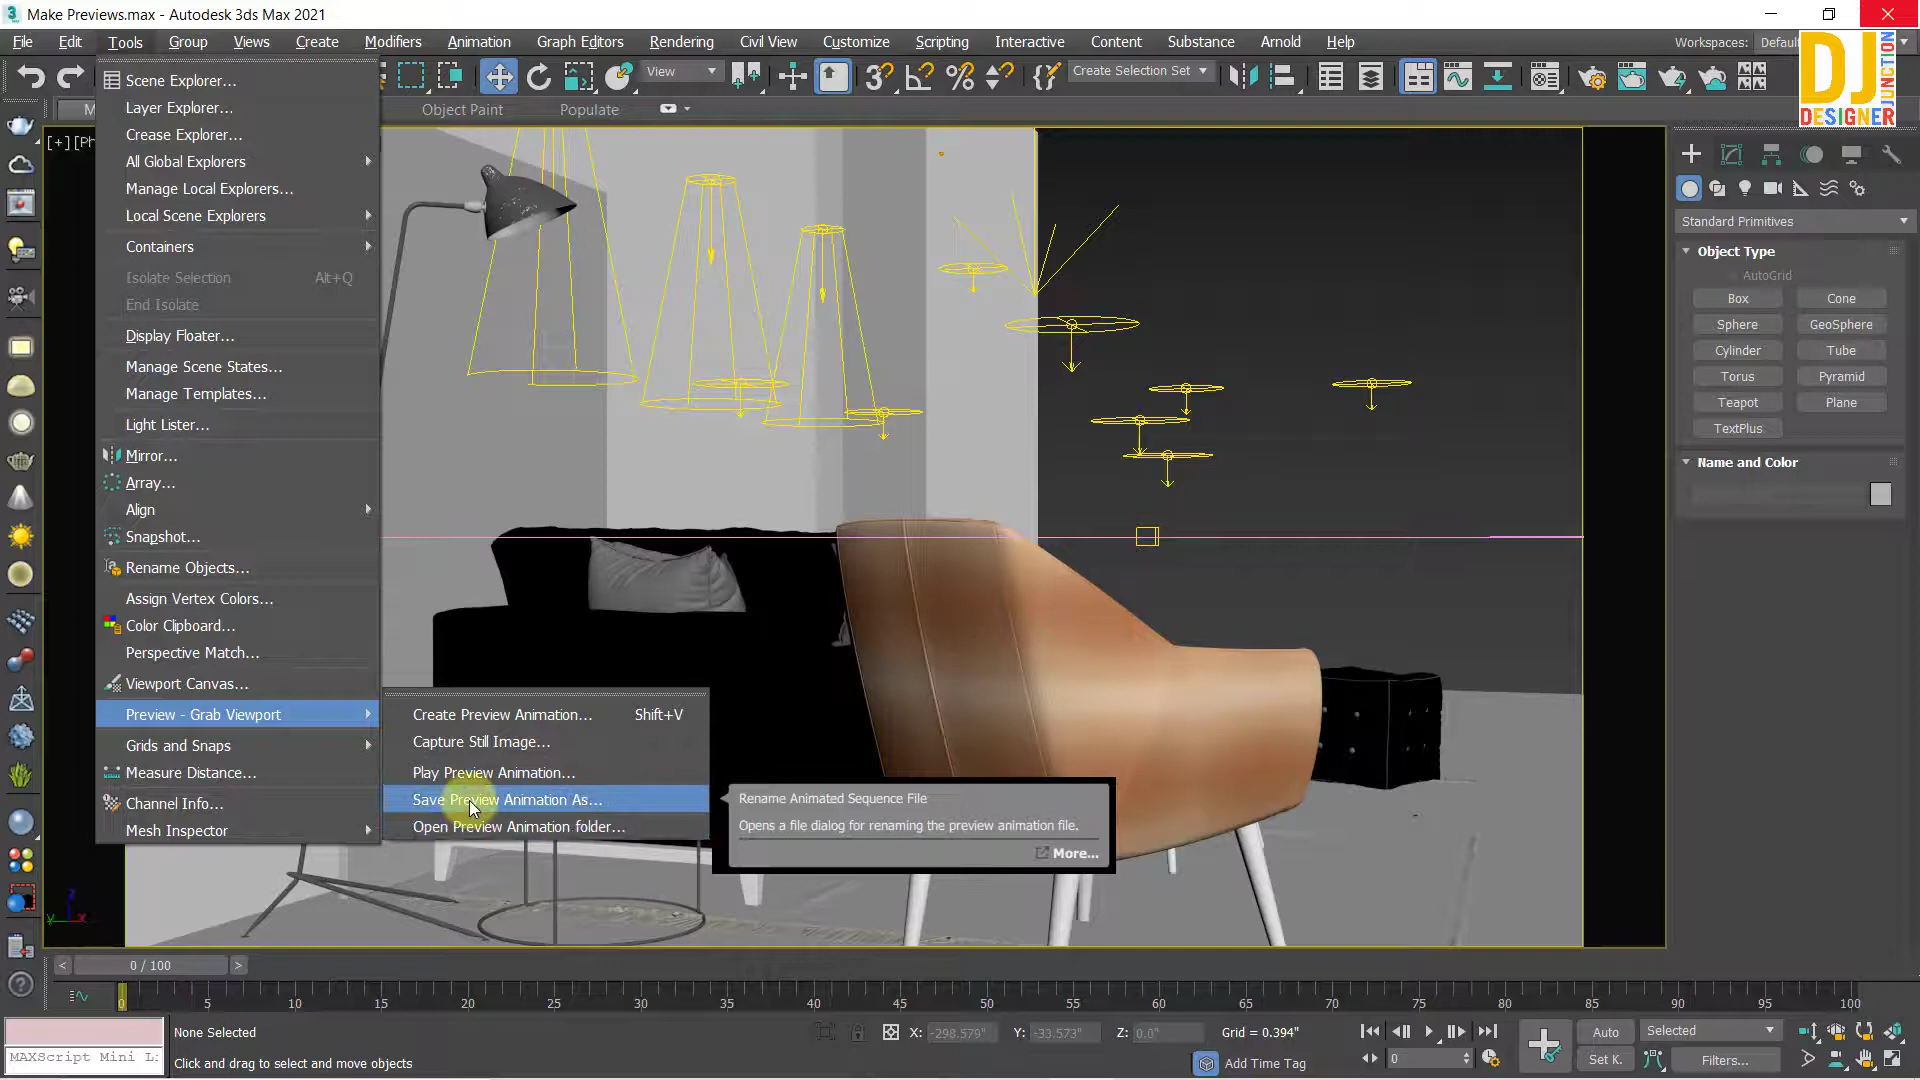 Make Previews.max - Autodesk 3ds Max 2021
File Edit Tools Group Views Create Modifiers Animation Graph Editors Rendering Civil View Customize Scripting Interactive Content Substance Arnold Help
Workspaces:
DJ
DESIGNER
JUNCTION
View
Create Selection Set
Object Paint
Populate
[+]
Scene Explorer...
Layer Explorer...
Crease Explorer...
All Global Explorers
Manage Local Explorers...
Local Scene Explorers
Containers
Isolate Selection Alt+Q
End Isolate
Display Floater...
Manage Scene States...
Manage Templates...
Light Lister...
Mirror...
Array...
Align
Snapshot...
Rename Objects...
Assign Vertex Colors...
Color Clipboard...
Perspective Match...
Viewport Canvas...
Preview - Grab Viewport
Grids and Snaps
Measure Distance...
Channel Info...
Mesh Inspector
Create Preview Animation... Shift+V
Capture Still Image...
Play Preview Animation...
Save Preview Animation As...
Open Preview Animation folder...
Rename Animated Sequence File
Opens a file dialog for renaming the preview animation file.
More...
Standard Primitives
Object Type
AutoGrid
Box Cone
Sphere GeoSphere
Cylinder Tube
Torus Pyramid
Teapot Plane
TextPlus
Name and Color
z
y x
< 0 / 100 >
0 5 10 15 20 25 30 35 40 45 50 55 60 65 70 75 80 85 90 95 100
None Selected
X: -298.579" Y: -33.573" Z: 0.0" Grid = 0.394"
Auto
Selected
MAXScript Mini Li
Click and drag to select and move objects
Add Time Tag
0
Set K.
Filters...